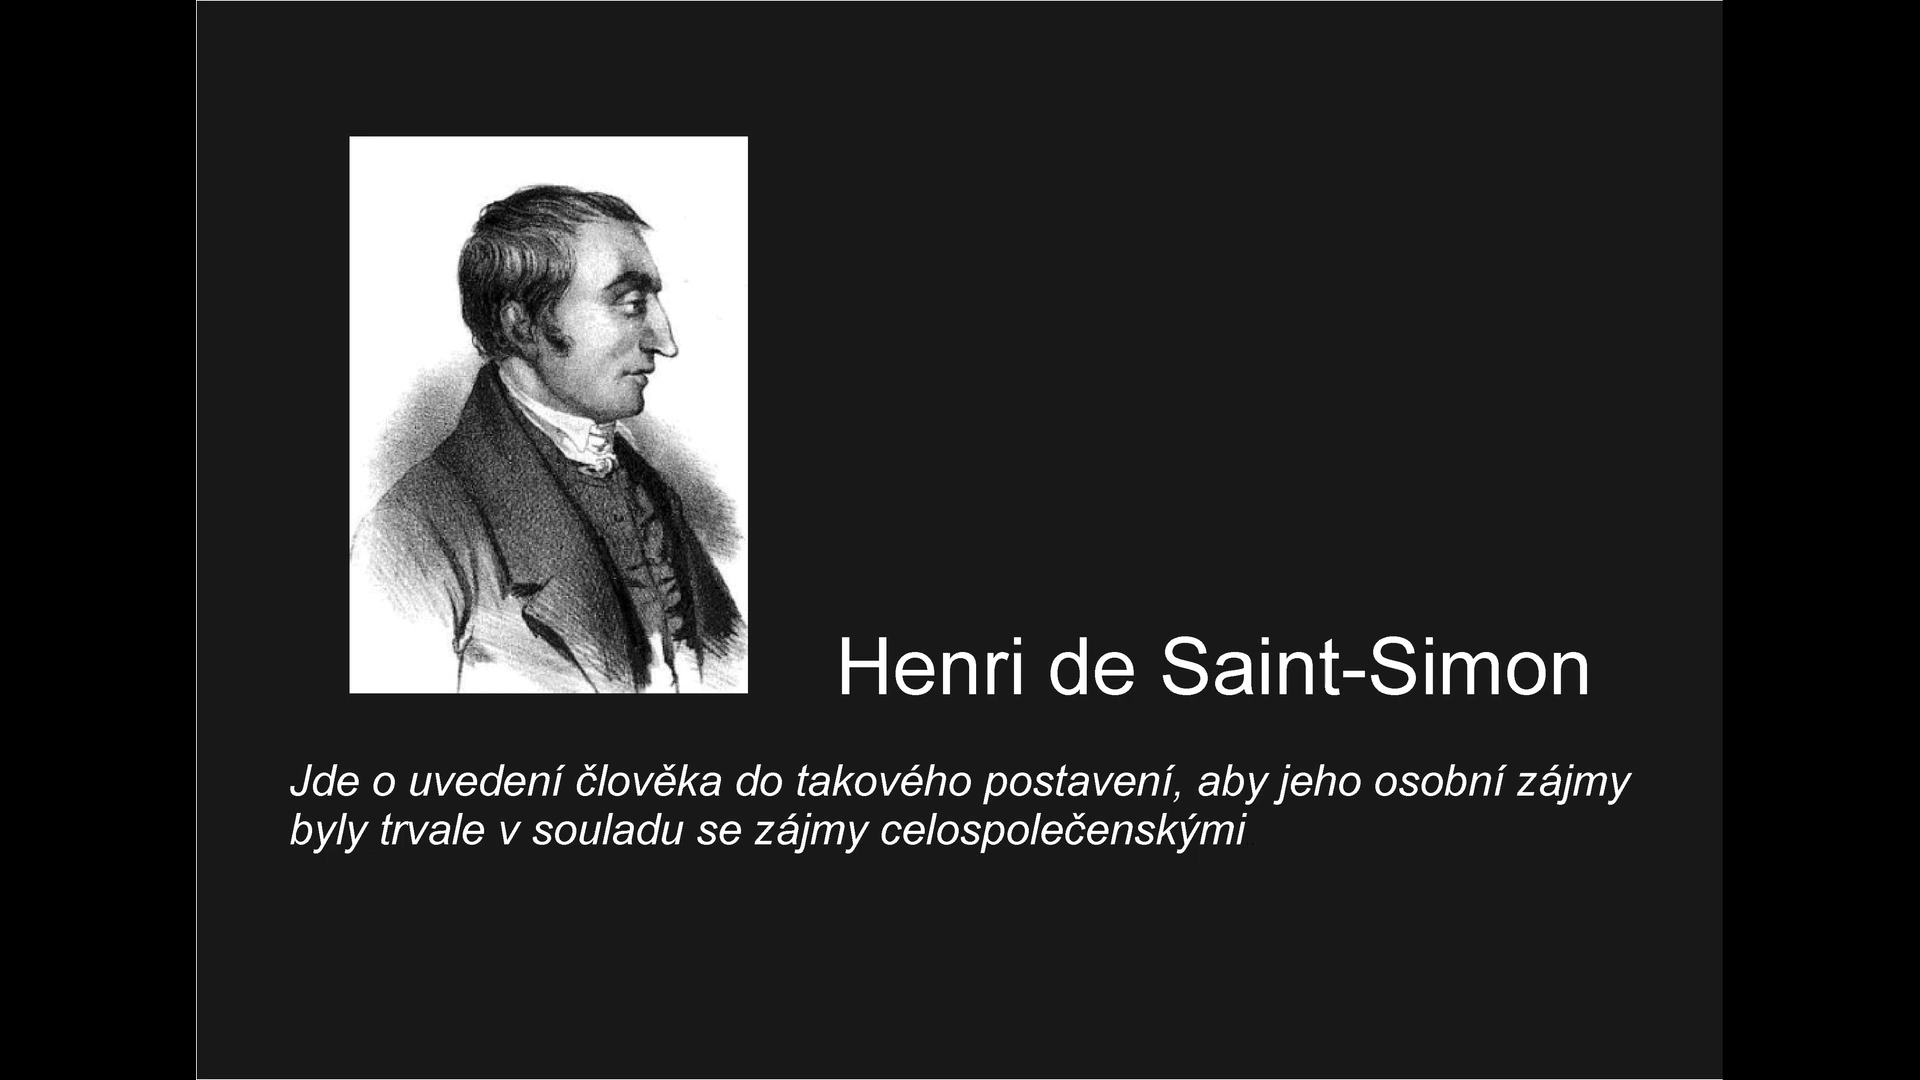 Henri de Saint-Simon
Jde o uvedení člověka do takového postavení, aby jeho osobní zájmy
byly trvale v souladu se zájmy celospolečenskými